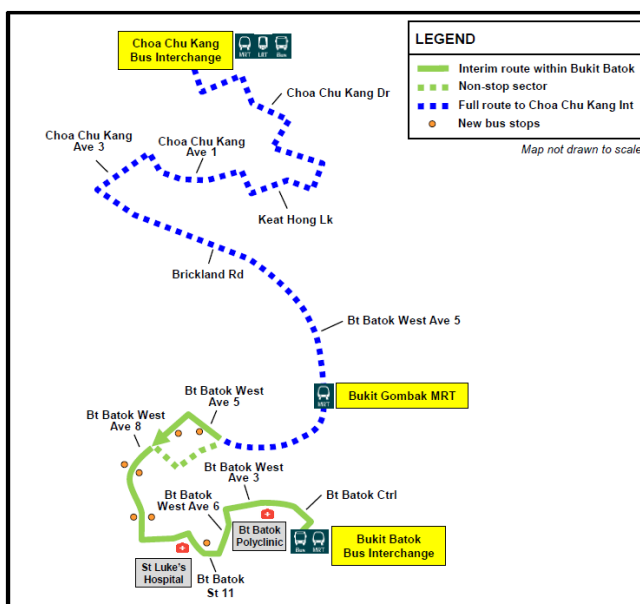 Choa Chu Kang
Bus Interchange
MRT
LRT
Bus
LEGEND
Interim route within Bukit Batok
Non-stop sector
Full route to Choa Chu Kang Int
New bus stops
Map not drawn to scale
Choa Chu Kang Dr
Choa Chu Kang
Ave 3
Choa Chu Kang
Ave 1
Keat Hong Lk
Brickland Rd
Bt Batok West Ave 5
MRT
Bukit Gombak MRT
Bt Batok West
Ave 5
Bt Batok West
Ave 8
Bt Batok West
Ave 3
Bt Batok Ctrl
Bt Batok
West Ave 6
Bt Batok
Polyclinic
Bus
MRT
Bukit Batok
Bus Interchange
St Luke's
Hospital
Bt Batok
St 11